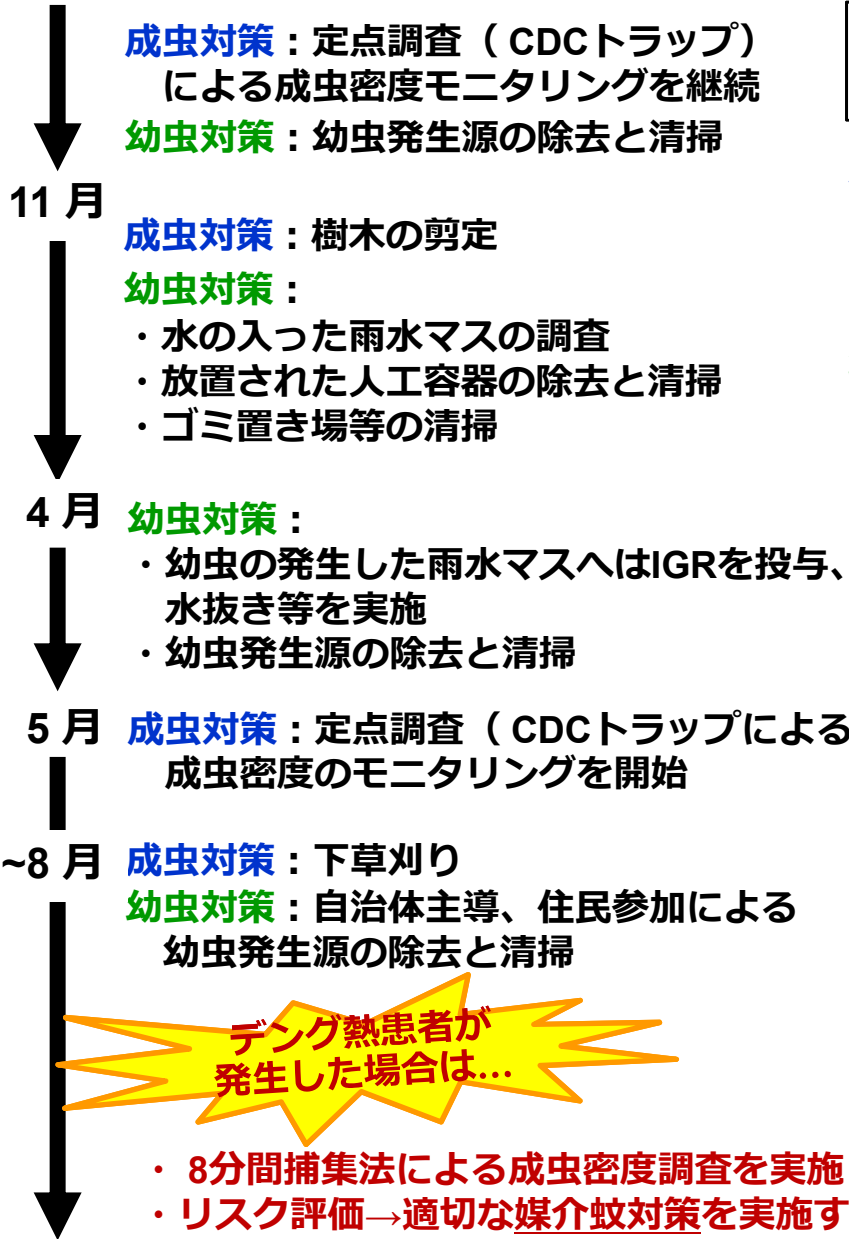 成虫対策：定点調査（ CDCトラップ）
による成虫密度モニタリングを継続
幼虫対策：幼虫発生源の除去と清掃
11 月
成虫対策：樹木の剪定
幼虫対策：
・水の入った雨水マスの調査
・放置された人工容器の除去と清掃
・ゴミ置き場等の清掃
4 月
幼虫対策：
・幼虫の発生した雨水マスへはIGRを投与、
水抜き等を実施
・幼虫発生源の除去と清掃
5 月
成虫対策：定点調査（ CDCトラップによる
成虫密度のモニタリングを開始
~8 月
成虫対策：下草刈り
幼虫対策：自治体主導、住民参加による
幼虫発生源の除去と清掃
デング熱患者が
発生した場合は…
・ 8分間捕集法による成虫密度調査を実施
・リスク評価→適切な媒介蚊対策を実施す